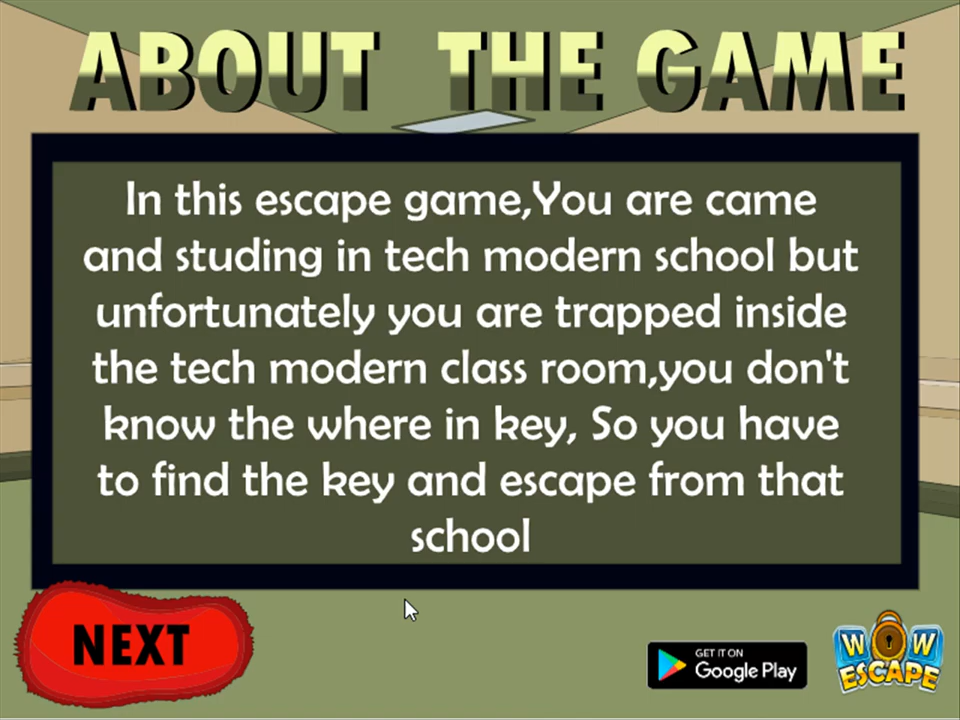 ABOUT THE GAME
In this escape game,You are came
and studing in tech modern school but
unfortunately you are trapped inside
the tech modern class room,you don't
know the where in key, So you have
to find the key and escape from that
school
NEXT
GET IT ON
Google Play
WOW
ESCAPE